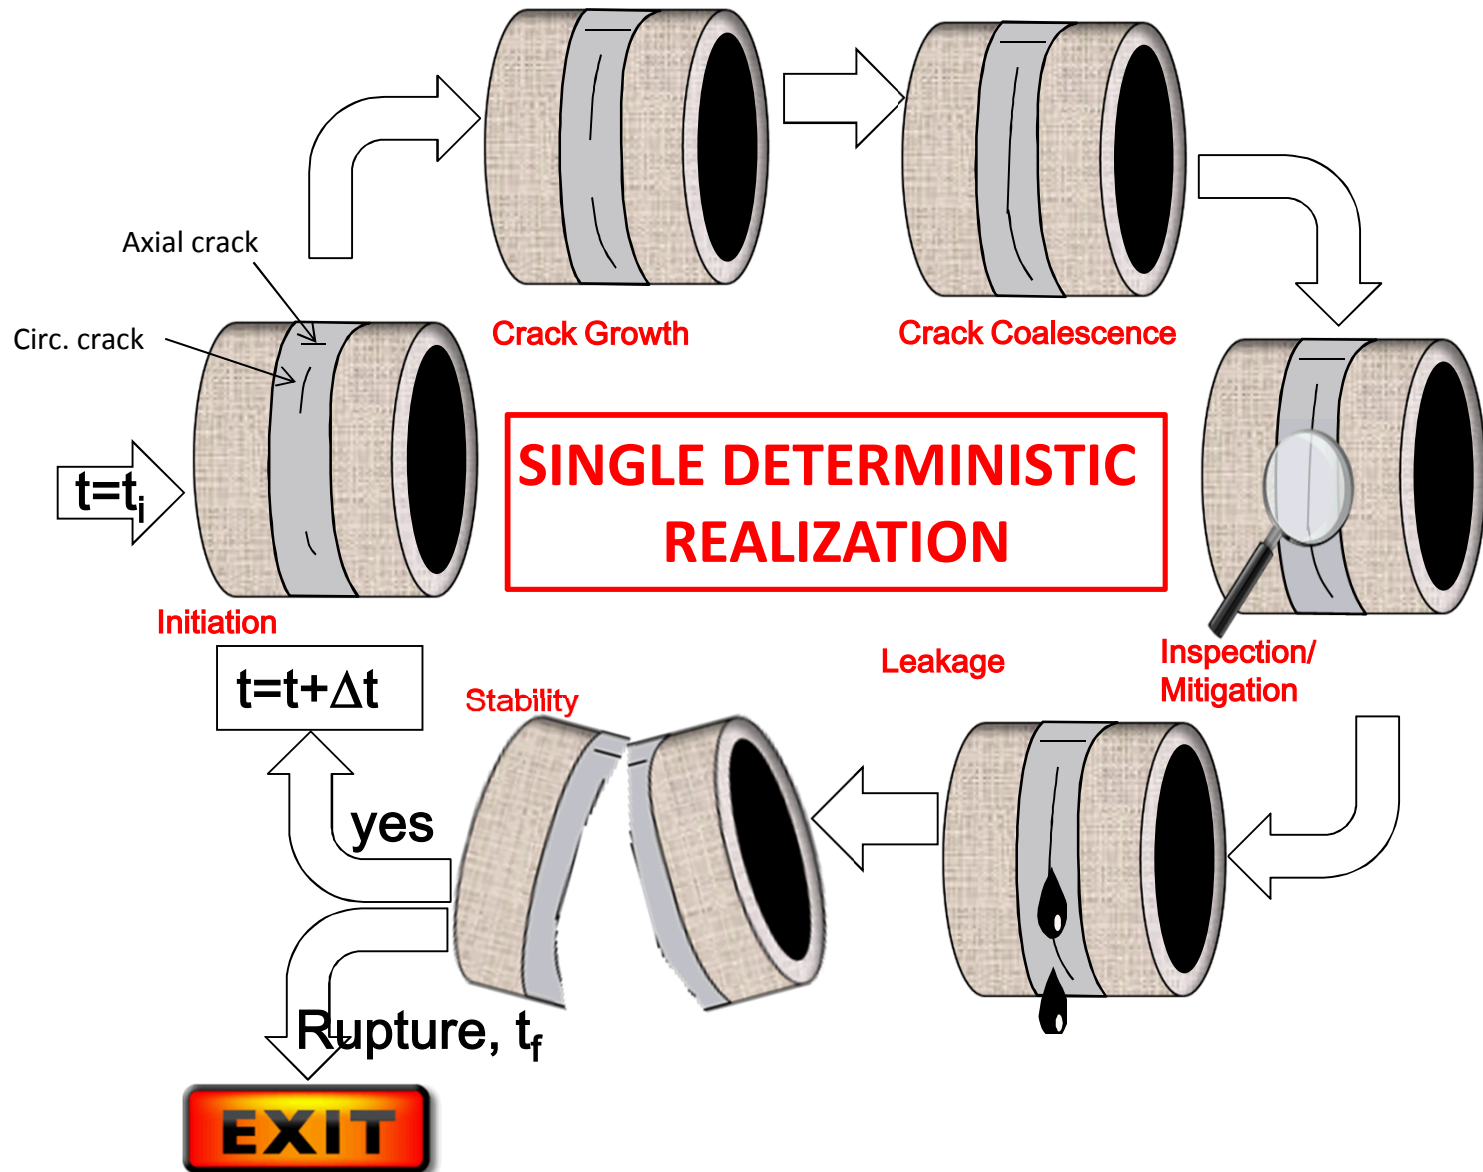 Axial crack
Circ. crack
t=tᵢ
Initiation
Crack Growth
Crack Coalescence
SINGLE DETERMINISTIC
REALIZATION
Inspection/
Mitigation
Leakage
Stability
t=t+Δt
yes
Rupture, t_f
EXIT